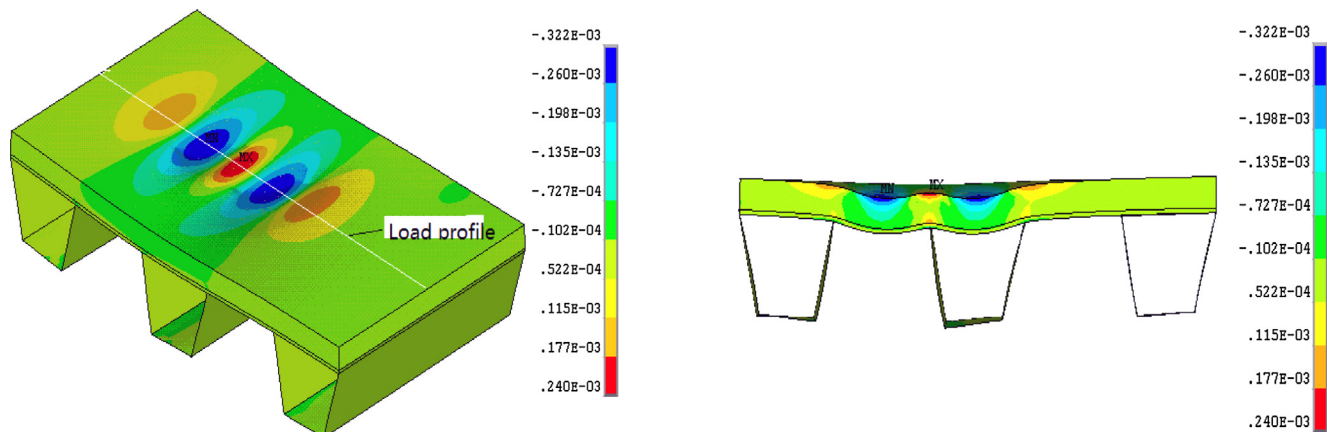 -.322E-03
-.260E-03
-.198E-03
-.135E-03
-.727E-04
-.102E-04
.522E-04
.115E-03
.177E-03
.240E-03
MN
MX
Load profile
-.322E-03
-.260E-03
-.198E-03
-.135E-03
-.727E-04
-.102E-04
.522E-04
.115E-03
.177E-03
.240E-03
MN
MX